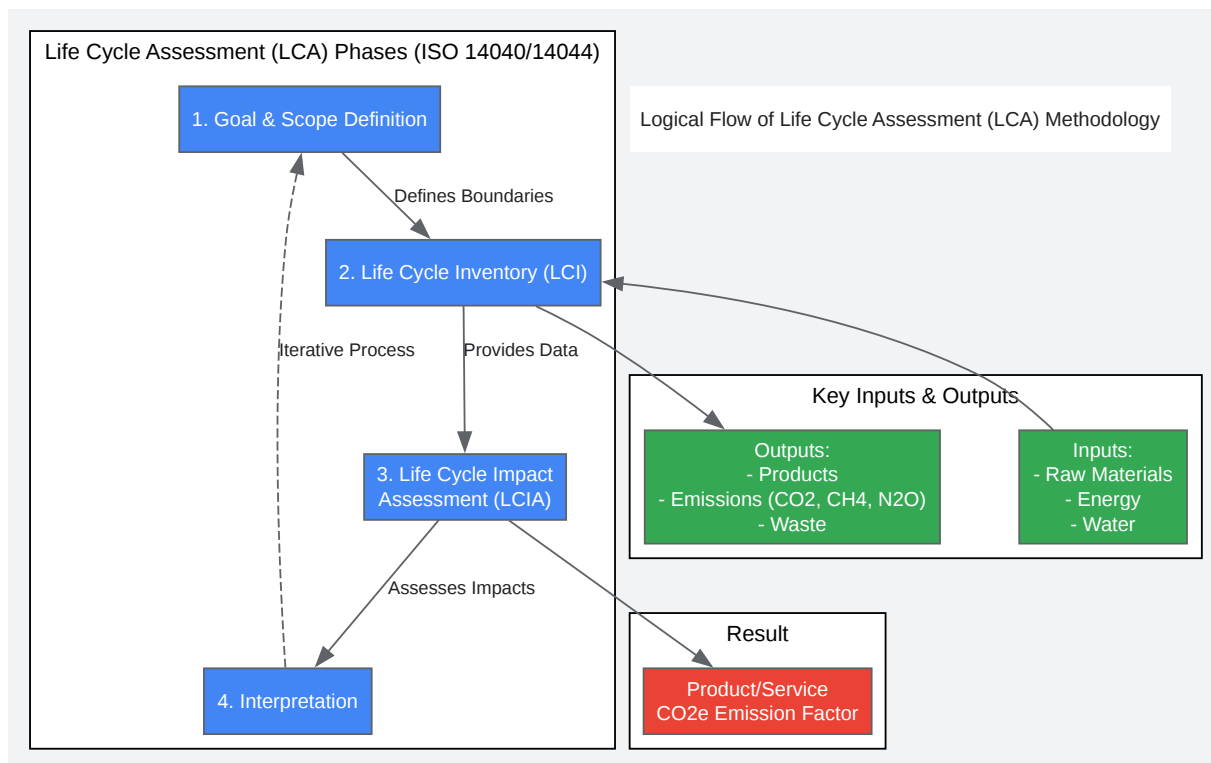 Life Cycle Assessment (LCA) Phases (ISO 14040/14044)
1. Goal & Scope Definition
Logical Flow of Life Cycle Assessment (LCA) Methodology
Defines Boundaries
2. Life Cycle Inventory (LCI)
Iterative Process
Provides Data
Key Inputs & Outputs
Outputs:
- Products
- Emissions (CO2, CH4, N2O)
- Waste
Inputs:
- Raw Materials
- Energy
- Water
3. Life Cycle Impact
Assessment (LCIA)
Assesses Impacts
Result
Product/Service
CO2e Emission Factor
4. Interpretation